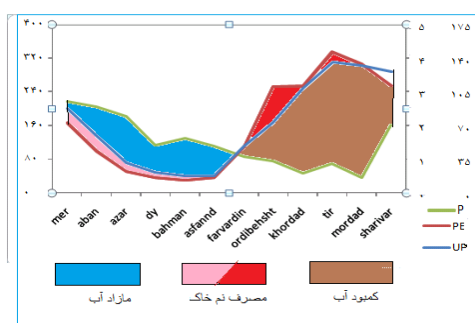 ۴۰۰
۳۲۰
۲۴۰
۱۶۰
۸۰
۰
۵ ۱۷۵
۴ ۱۴۰
۳ ۱۰۵
۲ ۷۰
۱ ۳۵
۰ ۰
mer aban azar dy bahman asfannd farvardin ordibehsht khordad tir mordad sharivar
P
PE
UP
مازاد آب مصرف نم خاک کمبود آب